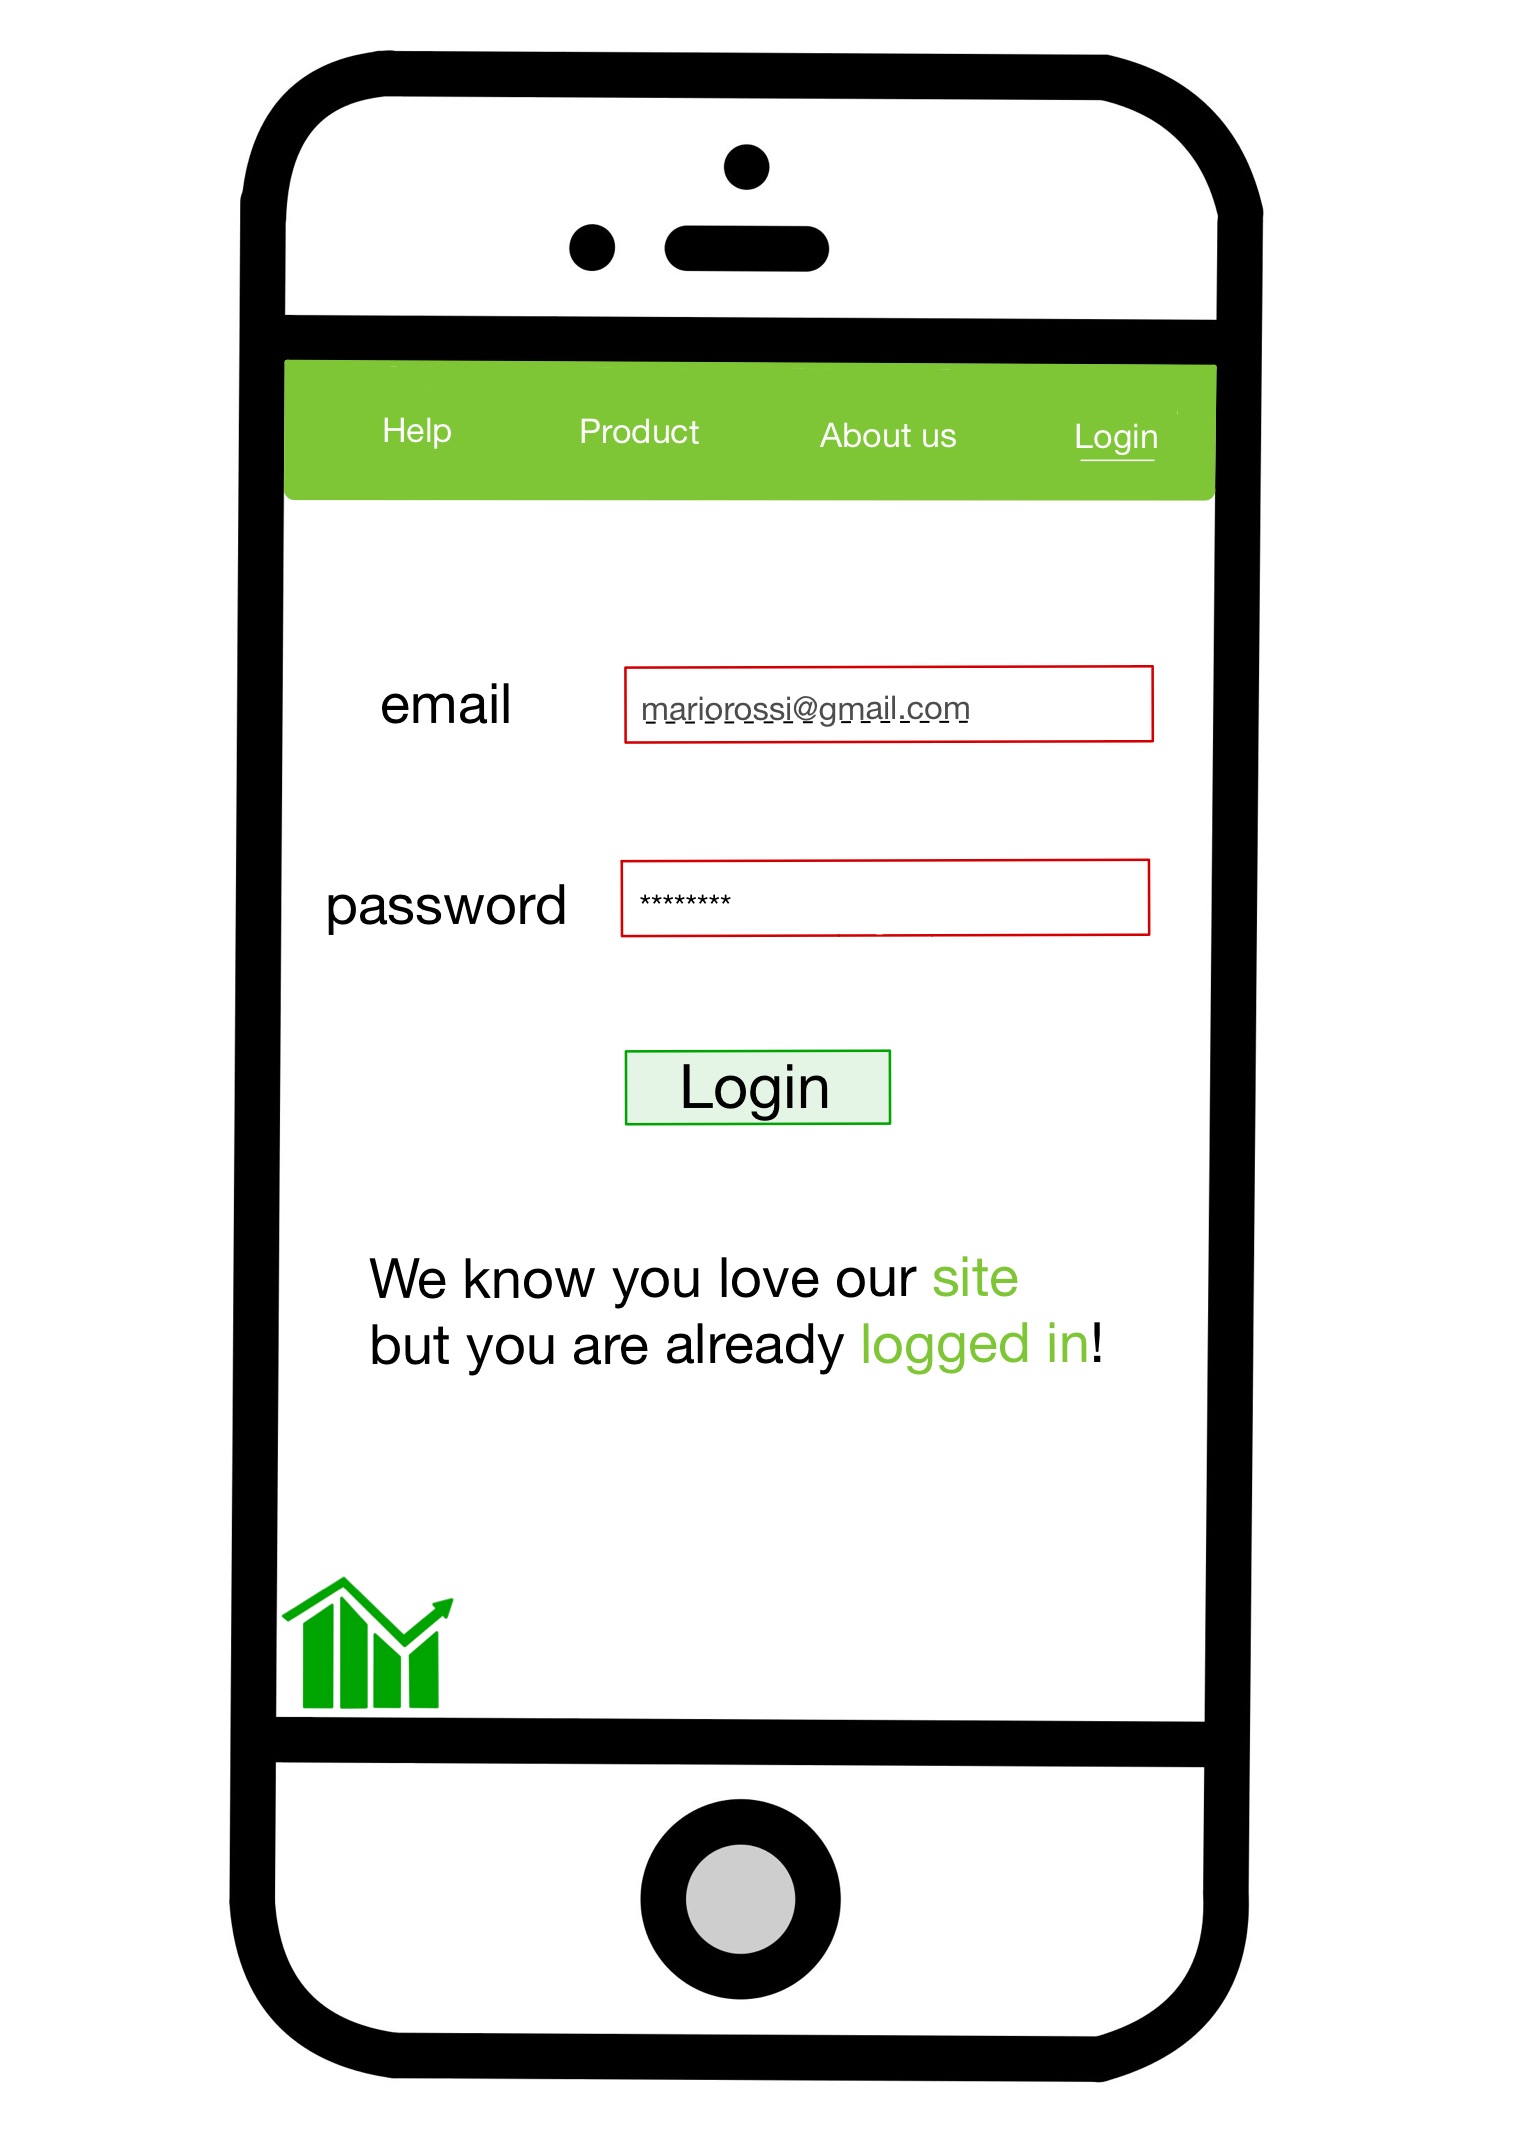 Help Product About us Login
email mariorossi@gmail.com
password ********
Login
We know you love our site
but you are already logged in!